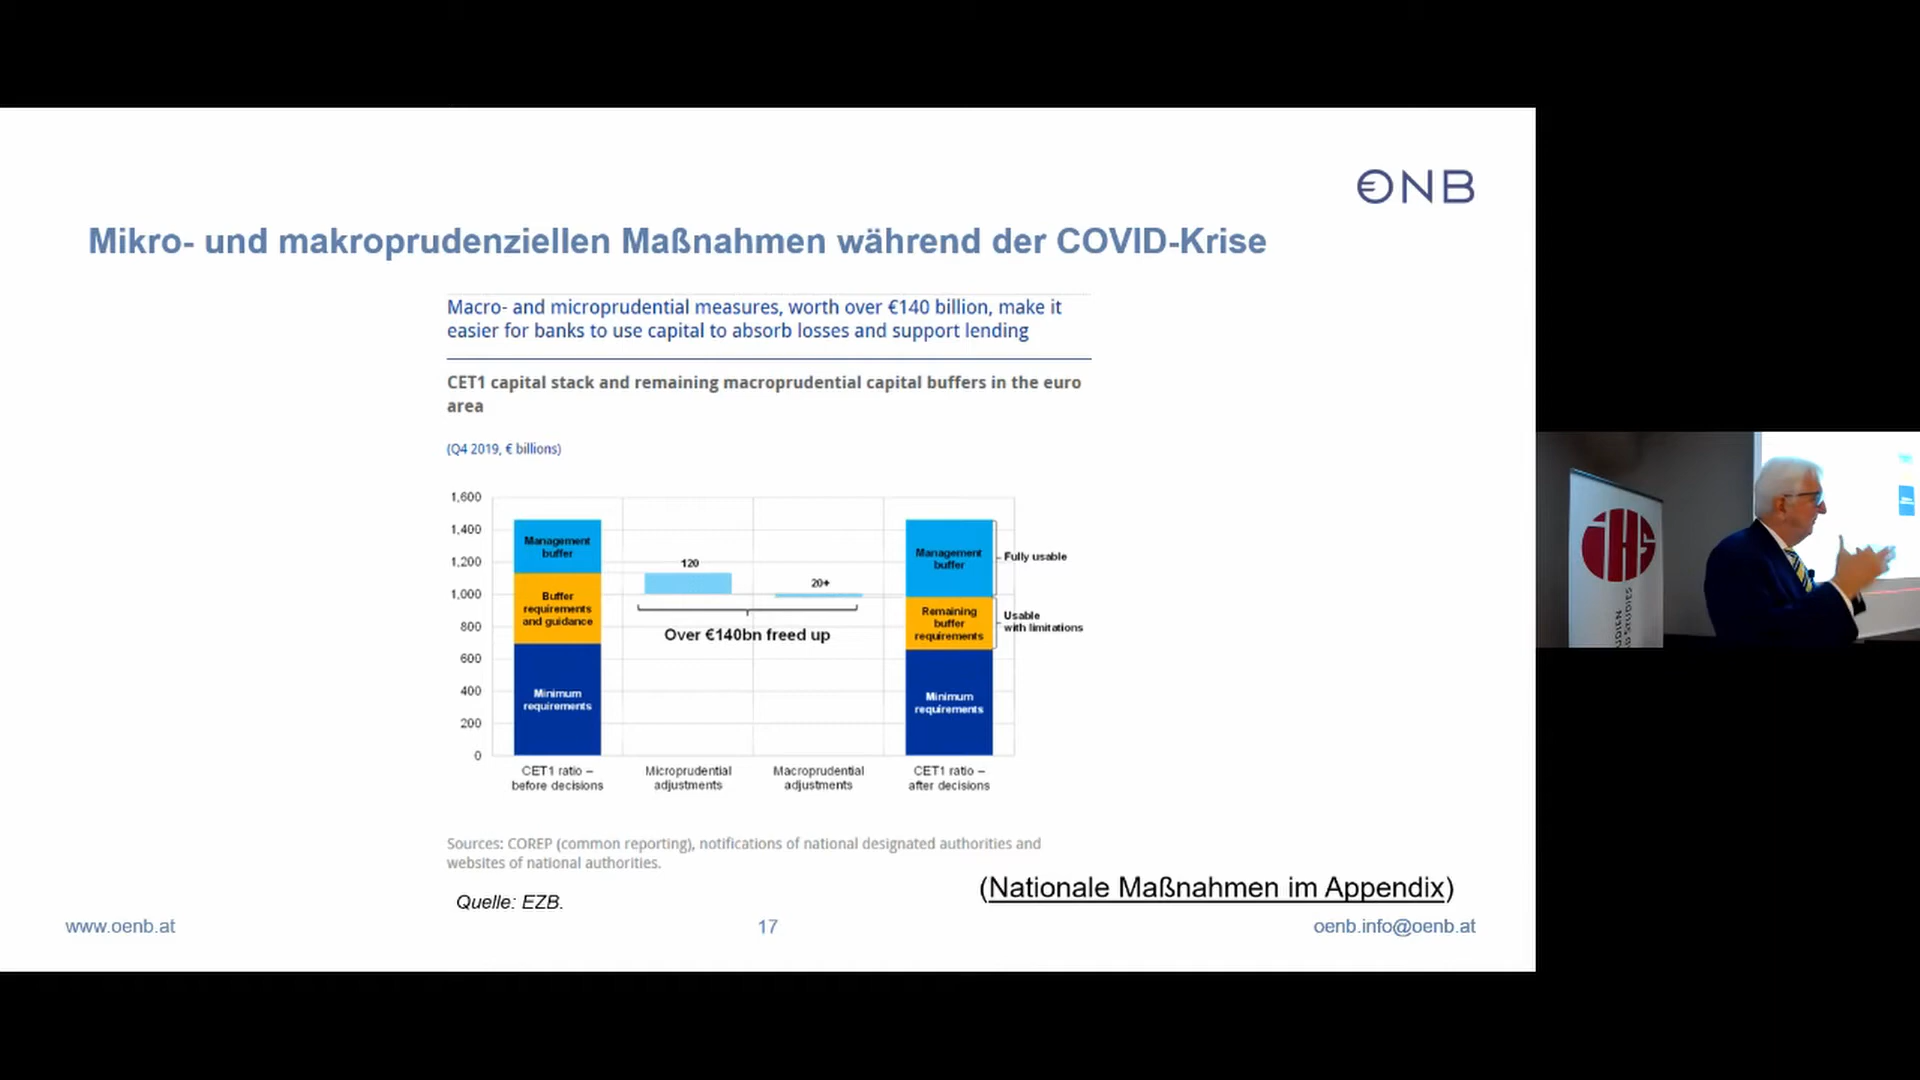 €ONB
Mikro- und makroprudenziellen Maßnahmen während der COVID-Krise
Macro- and microprudential measures, worth over €140 billion, make it
easier for banks to use capital to absorb losses and support lending
CET1 capital stack and remaining macroprudential capital buffers in the euro
area
(Q4 2019, € billions)
1,600
1,400
1,200
1,000
800
600
400
200
0
Management
buffer
Buffer
requirements
and guidance
Minimum
requirements
120
20+
Over €140bn freed up
Management
buffer
Remaining
buffer
requirements
Minimum
requirements
Fully usable
Usable
with limitations
CET1 ratio –
before decisions
Microprudential
adjustments
Macroprudential
adjustments
CET1 ratio –
after decisions
Sources: COREP (common reporting), notifications of national designated authorities and
websites of national authorities.
Quelle: EZB.
(Nationale Maßnahmen im Appendix)
www.oenb.at
17
oenb.info@oenb.at
iHS